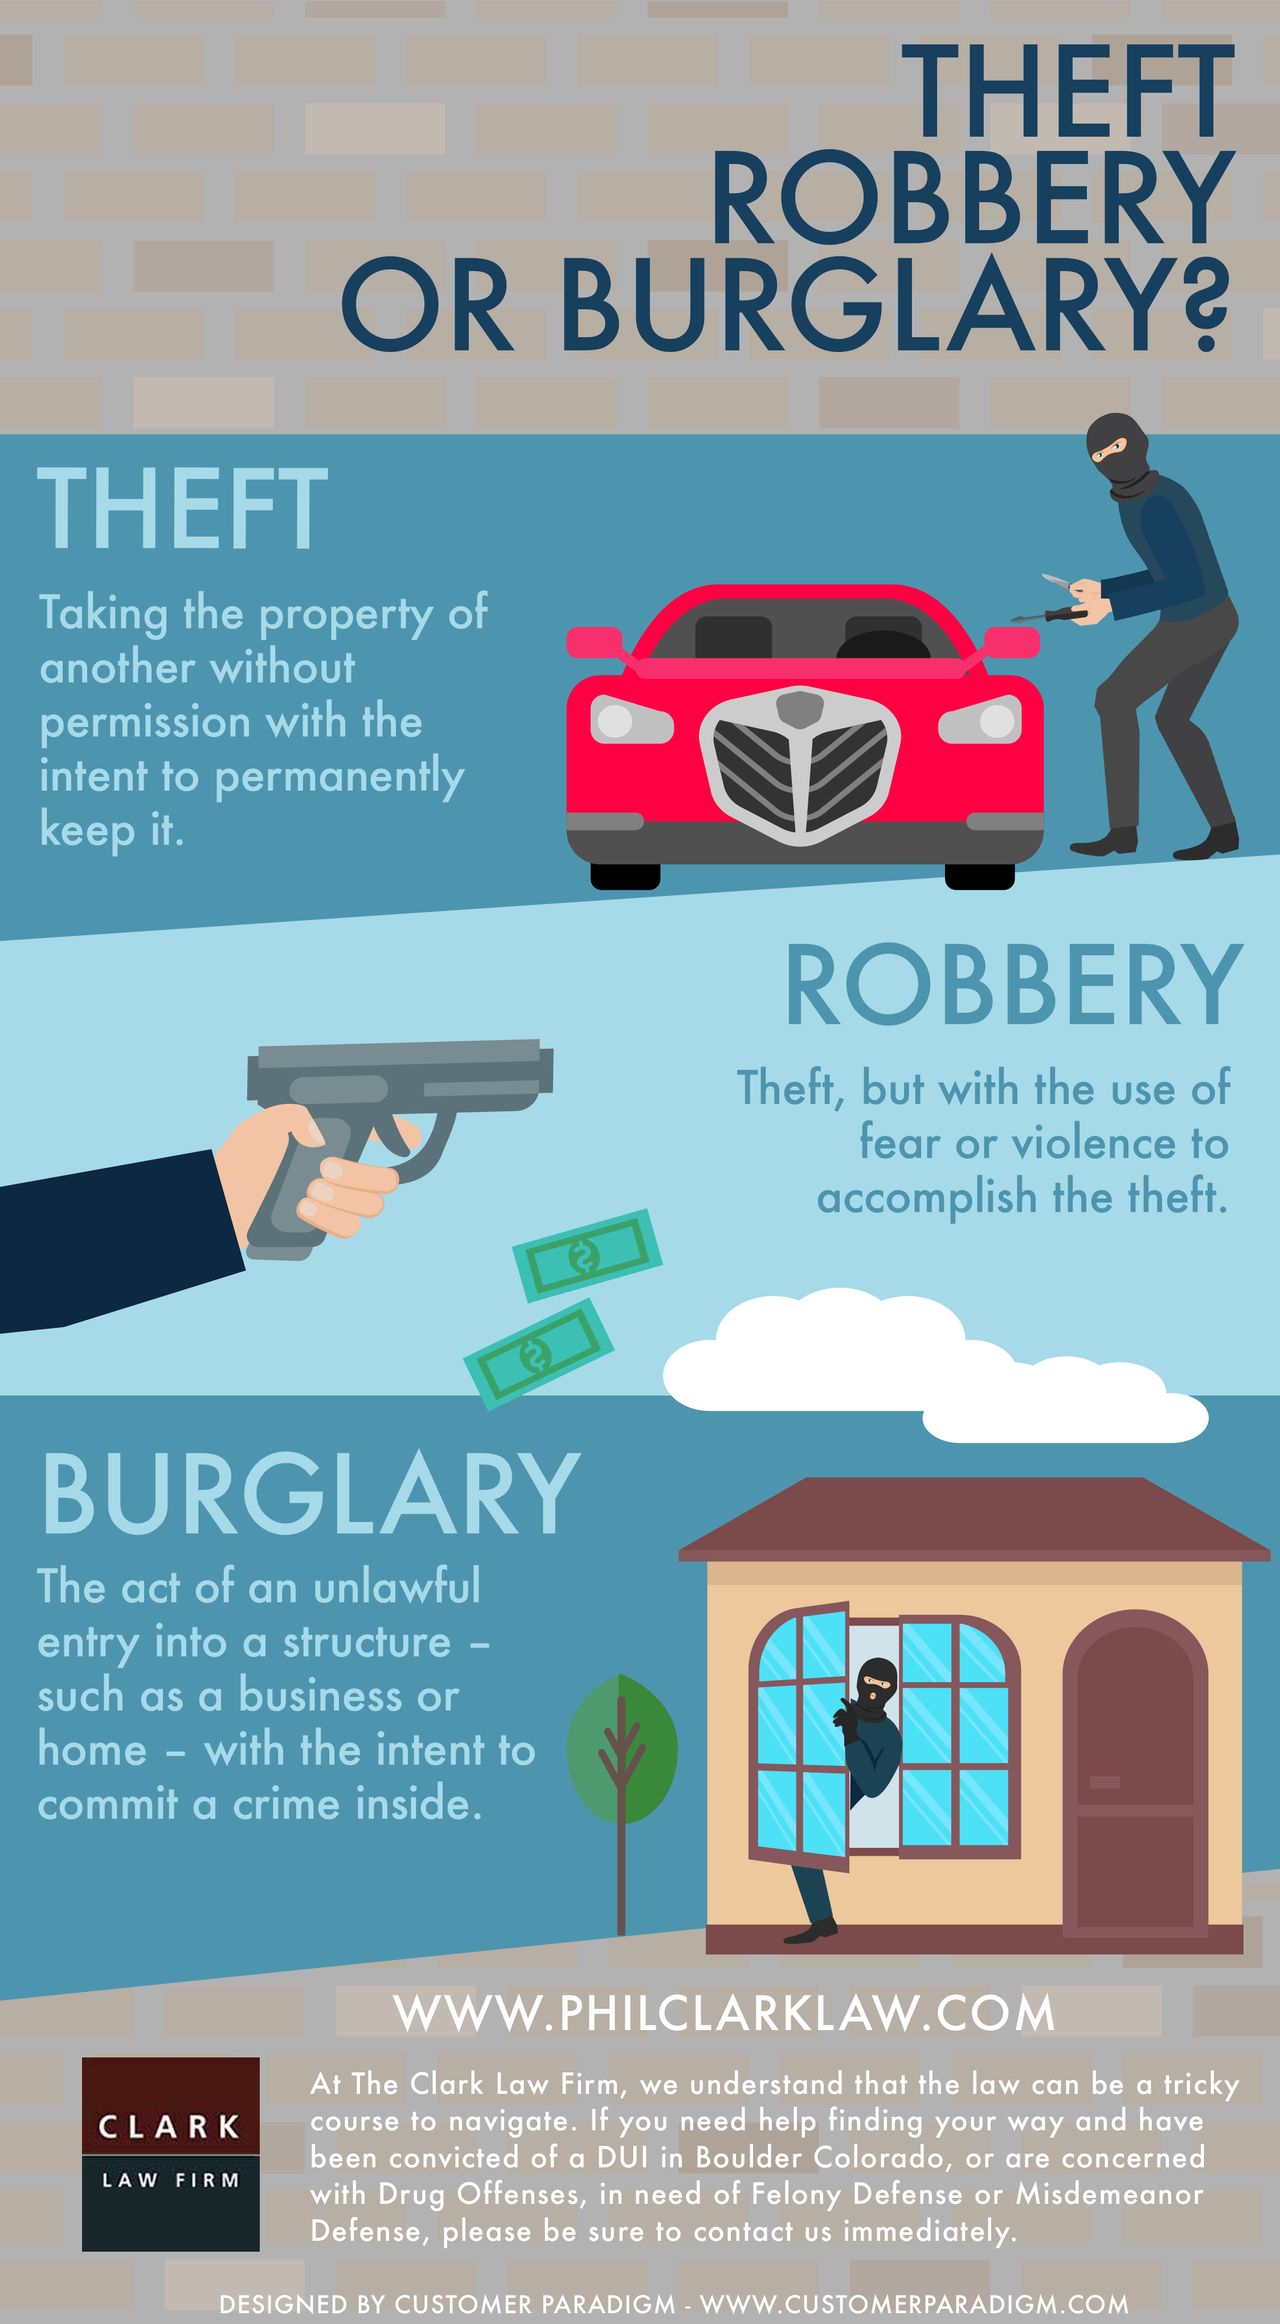 THEFT
ROBBERY
OR BURGLARY?
THEFT
Taking the property of
another without
permission with the
intent to permanently
keep it.
ROBBERY
Theft, but with the use of
fear or violence to
accomplish the theft.
BURGLARY
The act of an unlawful
entry into a structure –
such as a business or
home – with the intent to
commit a crime inside.
WWW.PHILCLARKLAW.COM
CLARK
LAW FIRM
At The Clark Law Firm, we understand that the law can be a tricky
course to navigate. If you need help finding your way and have
been convicted of a DUI in Boulder Colorado, or are concerned
with Drug Offenses, in need of Felony Defense or Misdemeanor
Defense, please be sure to contact us immediately.
DESIGNED BY CUSTOMER PARADIGM - WWW.CUSTOMERPARADIGM.COM